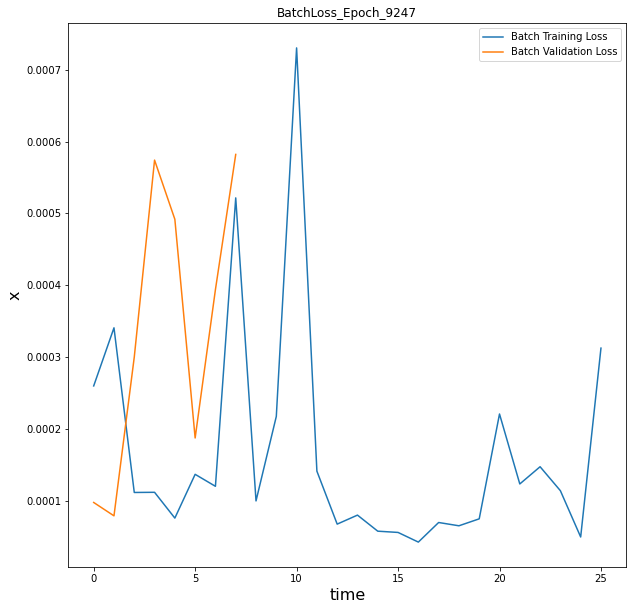 BatchLoss_Epoch_9247
Batch Training Loss
Batch Validation Loss
0.0007
0.0006
0.0005
0.0004
0.0003
0.0002
0.0001
x
0 5 10 15 20 25
time